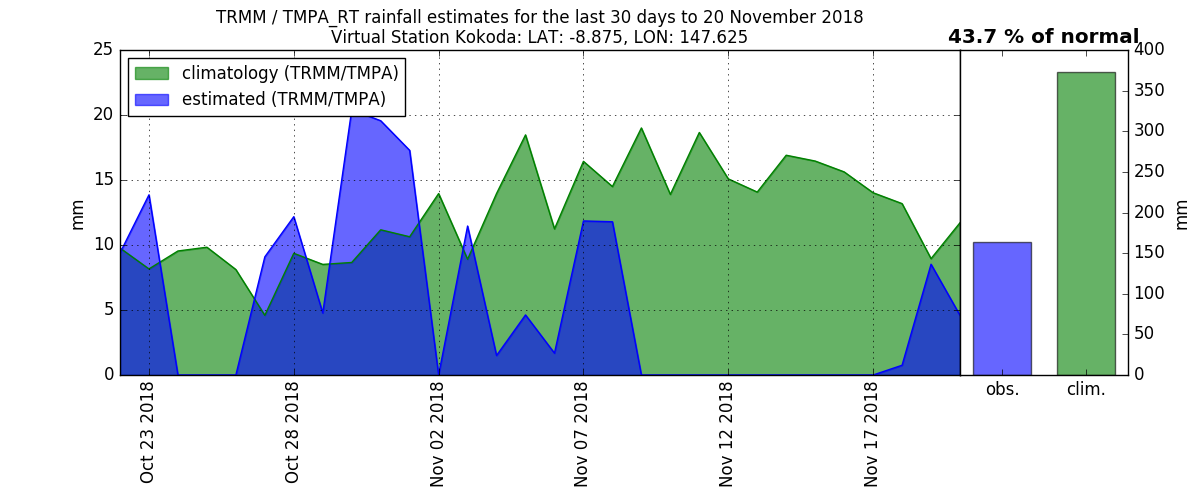 TRMM / TMPA_RT rainfall estimates for the last 30 days to 20 November 2018
Virtual Station Kokoda: LAT: -8.875, LON: 147.625
43.7 % of normal
climatology (TRMM/TMPA)
estimated (TRMM/TMPA)
25
20
15
10
5
0
mm
Oct 23 2018
Oct 28 2018
Nov 02 2018
Nov 07 2018
Nov 12 2018
Nov 17 2018
400
350
300
250
200
150
100
50
0
mm
obs.
clim.